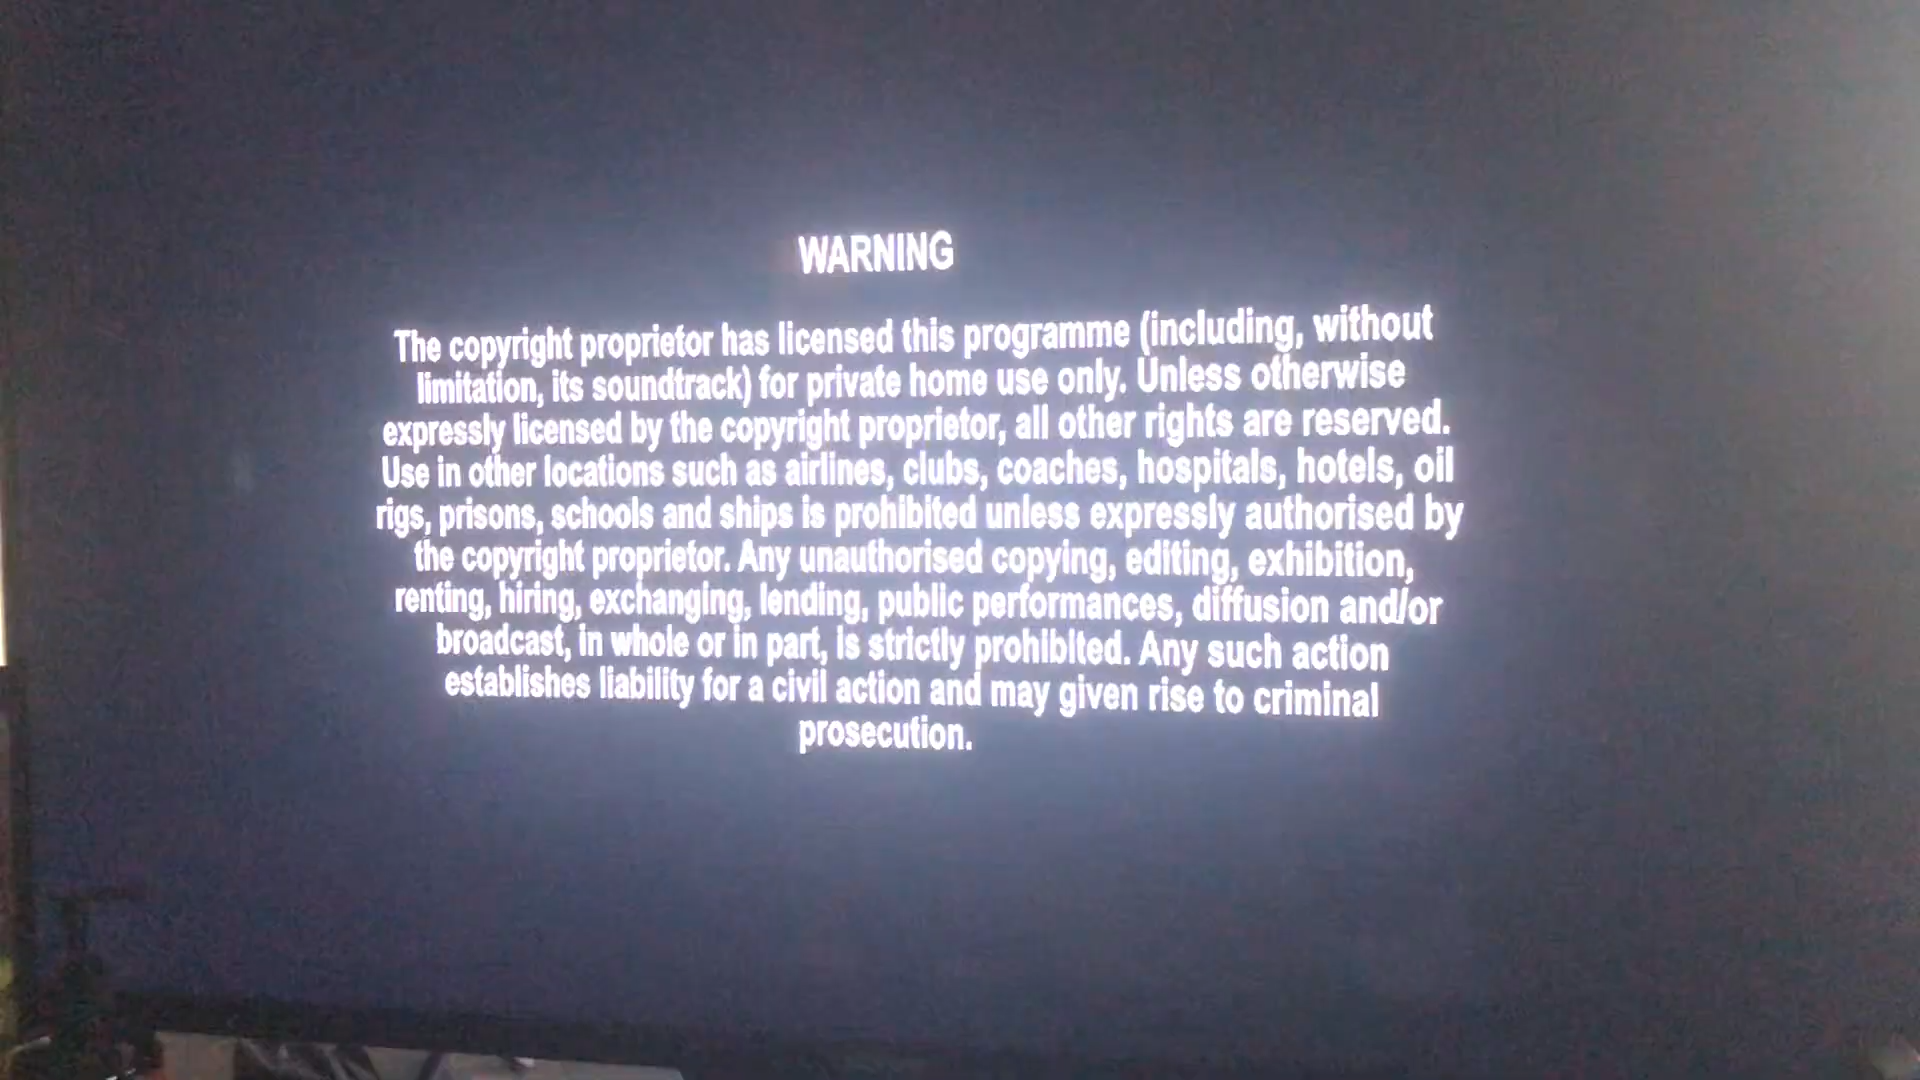 WARNING
The copyright proprietor has licensed this programme (including, without
limitation, its soundtrack) for private home use only. Unless otherwise
expressly licensed by the copyright proprietor, all other rights are reserved.
Use in other locations such as airlines, clubs, coaches, hospitals, hotels, oil
rigs, prisons, schools and ships is prohibited unless expressly authorised by
the copyright proprietor. Any unauthorised copying, editing, exhibition,
renting, hiring, exchanging, lending, public performances, diffusion and/or
broadcast, in whole or in part, is strictly prohibited. Any such action
establishes liability for a civil action and may given rise to criminal
prosecution.